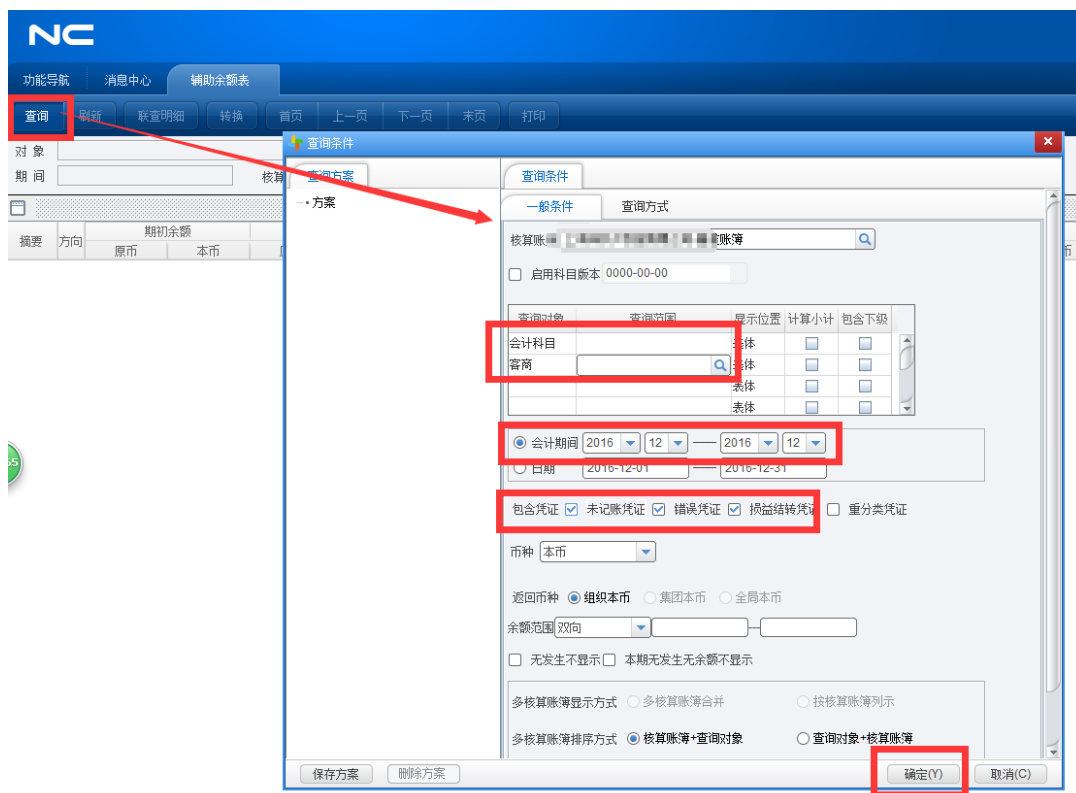 NC
功能导航 消息中心 辅助余额表
查询 刷新 联查明细 转换 首页 上一页 下一页 末页 打印
查询条件
对 象
期 间 核算
查询方案 查询条件
方案
一般条件 查询方式
摘要 方向 期初余额
原币 本币 币
核算账 账簿
启用科目版本 0000-00-00
查询对象 查询范围 显示位置 计算小计 包含下级
会计科目 表体
客商 表体
表体
表体
会计期间 2016 12 2016 12
日期 2016-12-01 2016-12-31
包含凭证 未记账凭证 错误凭证 损益结转凭证 重分类凭证
币种 本币
返回币种 组织本币 集团本币 全局本币
余额范围 双向 ---
无发生不显示 本期无发生无余额不显示
多核算账簿显示方式 多核算账簿合并 按核算账簿列示
多核算账簿排序方式 核算账簿+查询对象 查询对象+核算账簿
保存方案 删除方案 确定(Y) 取消(C)